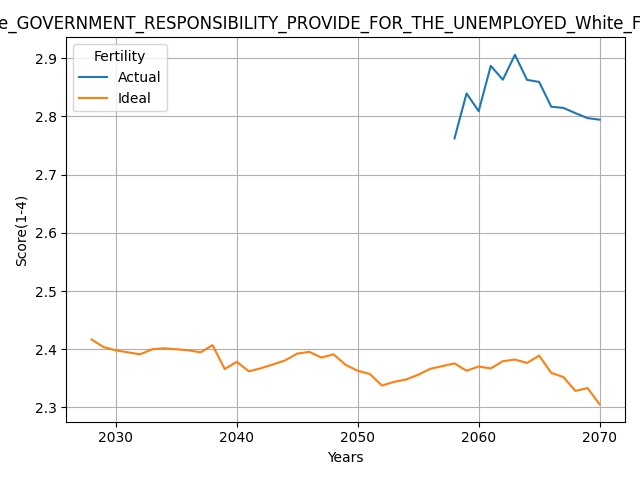 e_GOVERNMENT_RESPONSIBILITY_PROVIDE_FOR_THE_UNEMPLOYED_White_F
Fertility
Actual
Ideal
Score(1-4)
2.9
2.8
2.7
2.6
2.5
2.4
2.3
2030 2040 2050 2060 2070
Years